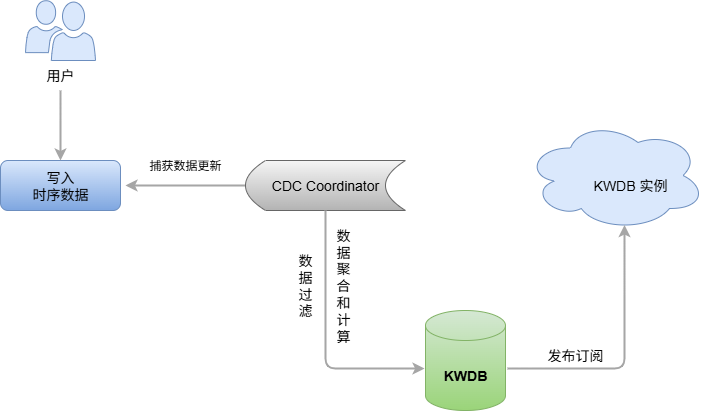 用户
写入
时序数据
捕获数据更新
CDC Coordinator
KWDB 实例
数据过滤
数据聚合和计算
KWDB
发布订阅